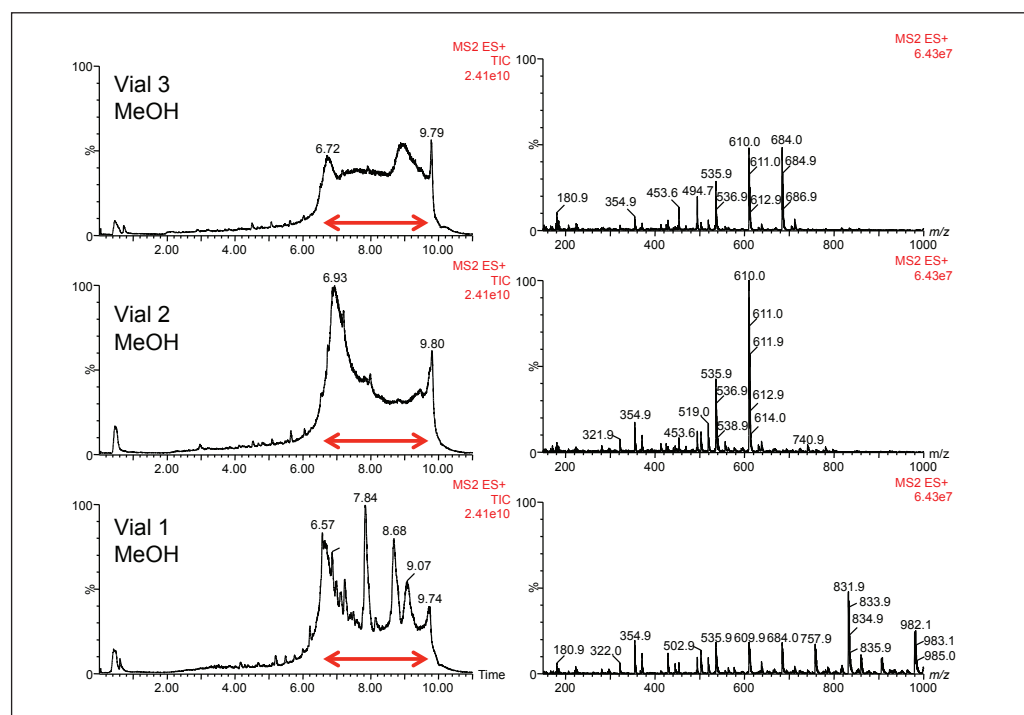 MS2 ES+
TIC
2.41e10
Vial 3
MeOH
100
%
0
6.72
9.79
2.00 4.00 6.00 8.00 10.00
MS2 ES+
6.43e7
100
%
0
180.9
354.9
453.6
494.7
535.9
536.9
610.0
611.0
612.9
684.0
684.9
686.9
200 400 600 800 1000
m/z
MS2 ES+
TIC
2.41e10
Vial 2
MeOH
100
%
0
6.93
9.80
2.00 4.00 6.00 8.00 10.00
MS2 ES+
6.43e7
100
%
0
321.9
354.9
453.6
519.0
535.9
536.9
538.9
610.0
611.0
611.9
612.9
614.0
740.9
200 400 600 800 1000
m/z
MS2 ES+
TIC
2.41e10
Vial 1
MeOH
100
%
0
6.57
7.84
8.68
9.07
9.74
2.00 4.00 6.00 8.00 10.00
Time
MS2 ES+
6.43e7
100
%
0
180.9
322.0
354.9
502.9
535.9
609.9
684.0
757.9
831.9
833.9
834.9
835.9
982.1
983.1
985.0
200 400 600 800 1000
m/z